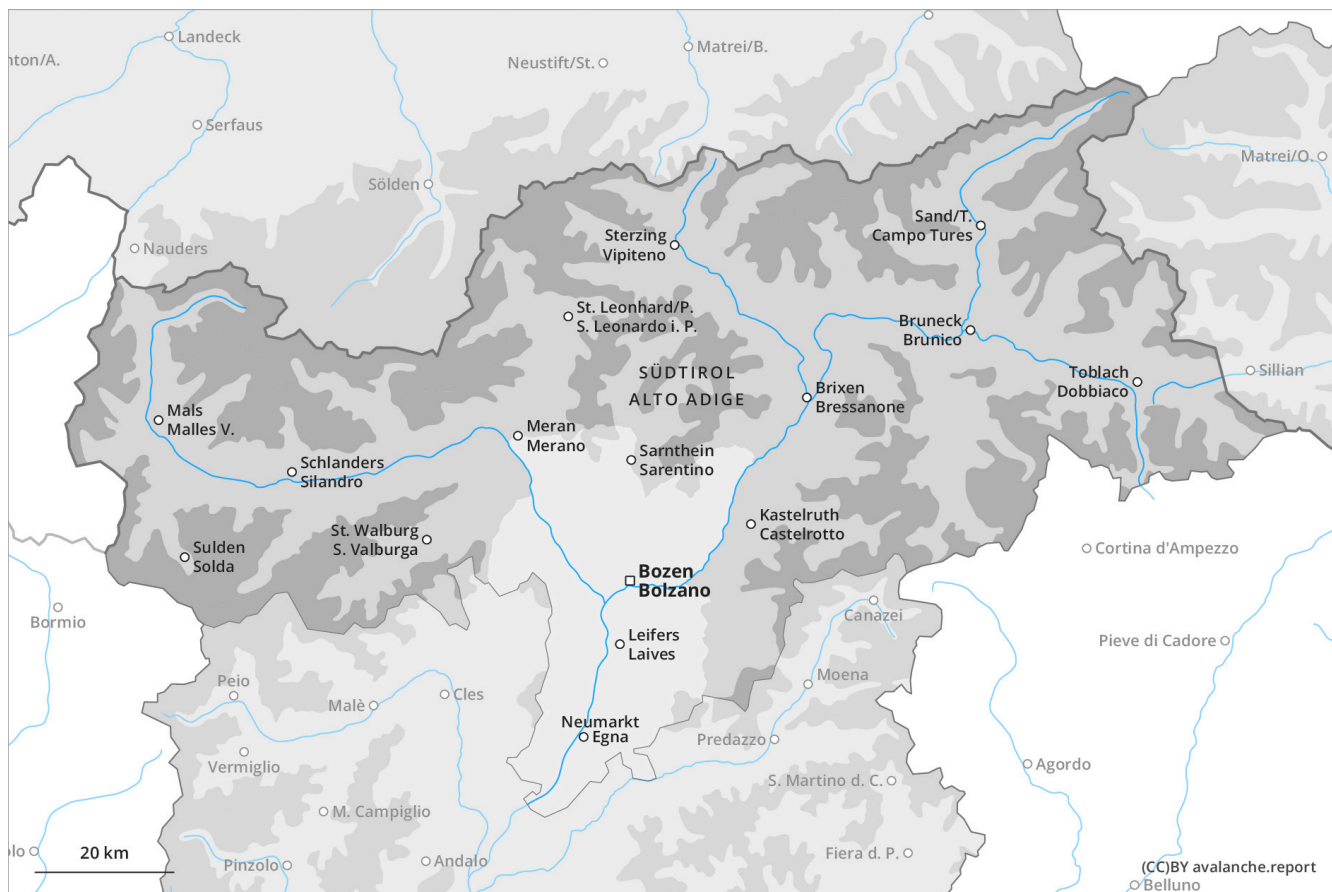 Landeck
nton/A.
Neustift/St.
Matrei/B.
Serfaus
Matrei/O.
Sölden
Nauders
Sand/T.
Campo Tures
Sterzing
Vipiteno
St. Leonhard/P.
S. Leonardo i. P.
Bruneck
Brunico
SÜDTIROL
ALTO ADIGE
Toblach
Dobbiaco
Sillian
Brixen
Bressanone
Mals
Malles V.
Meran
Merano
Sarnthein
Sarentino
Schlanders
Silandro
Kastelruth
Castelrotto
St. Walburg
S. Valburga
Sulden
Solda
Cortina d'Ampezzo
Bozen
Bolzano
Bormio
Canazei
Leifers
Laives
Pieve di Cadore
Peio
Moena
Malè
Cles
Neumarkt
Egna
Predazzo
Vermiglio
Agordo
S. Martino d. C.
M. Campiglio
olo
20 km
Pinzolo
Andalo
Fiera d. P.
(CC)BY avalanche.report
Belluno